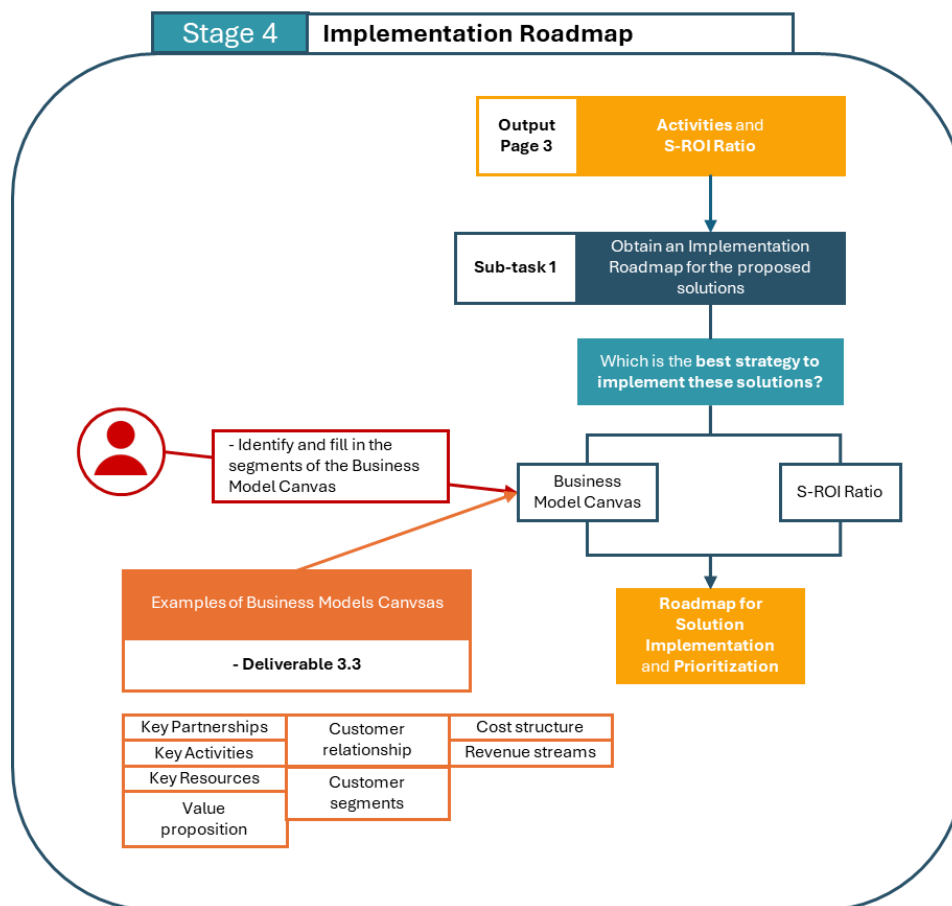 Stage 4
Implementation Roadmap
Output
Page 3
Activities and
S-ROI Ratio
Sub-task 1
Obtain an Implementation
Roadmap for the proposed
solutions
Which is the best strategy to
implement these solutions?
- Identify and fill in the
segments of the Business
Model Canvas
Business
Model Canvas
S-ROI Ratio
Examples of Business Models Canvsas
- Deliverable 3.3
Roadmap for
Solution
Implementation
and Prioritization
Key Partnerships
Key Activities
Key Resources
Value
proposition
Customer
relationship
Customer
segments
Cost structure
Revenue streams